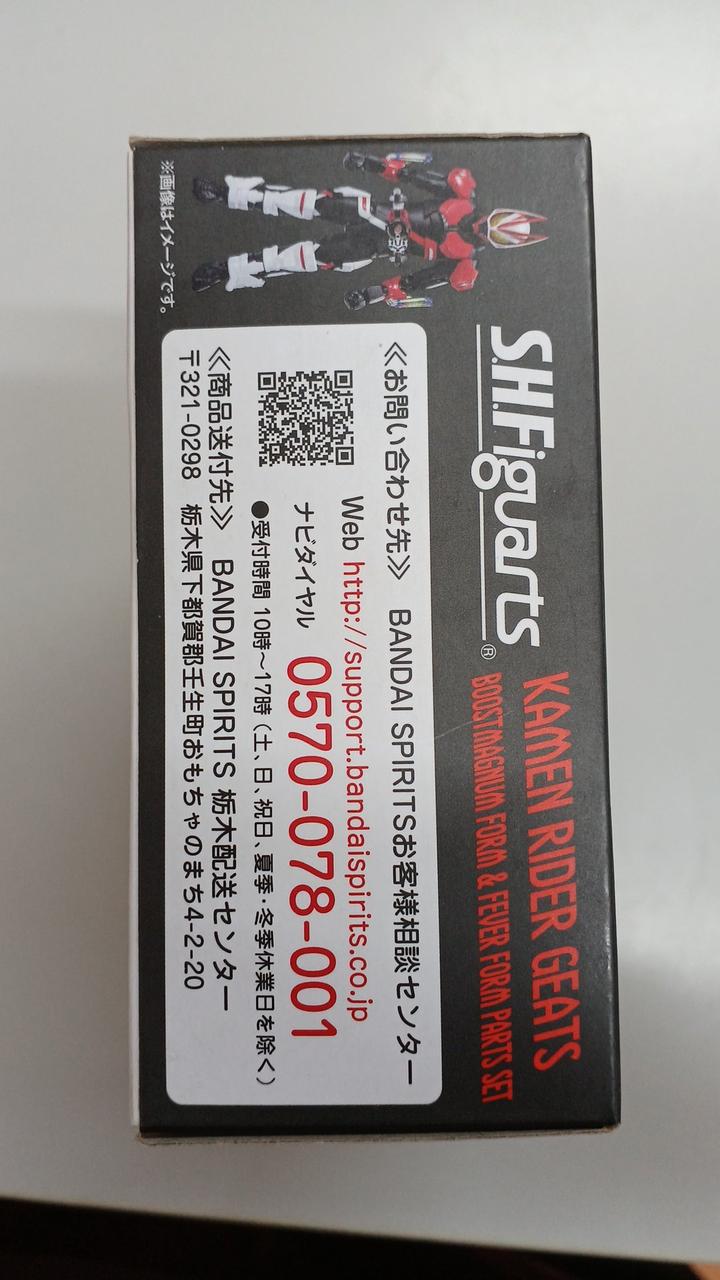 S.H.Figuarts®
KAMEN RIDER GEATS
BOOSTMAGNUM FORM & FEVER FORM PARTS SET
≪お問い合わせ先≫ BANDAI SPIRITSお客様相談センター
Web http://support.bandaispirits.co.jp
ナビダイヤル 0570-078-001
●受付時間 10時～17時（土、日、祝日、夏季・冬季休業日を除く）
≪商品送付先≫ BANDAI SPIRITS 栃木配送センター
〒321-0298 栃木県下都賀郡壬生町おもちゃのまち4-2-20
※画像はイメージです。